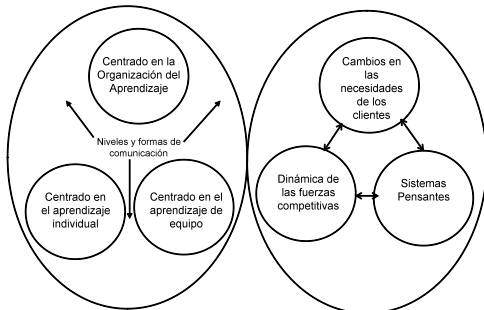 Centrado en la
Organización del
Aprendizaje
Niveles y formas de
comunicación
Centrado en
el aprendizaje
individual
Centrado en el
aprendizaje de
equipo
Cambios en
las
necesidades
de los
clientes
Dinámica de
las fuerzas
competitivas
Sistemas
Pensantes